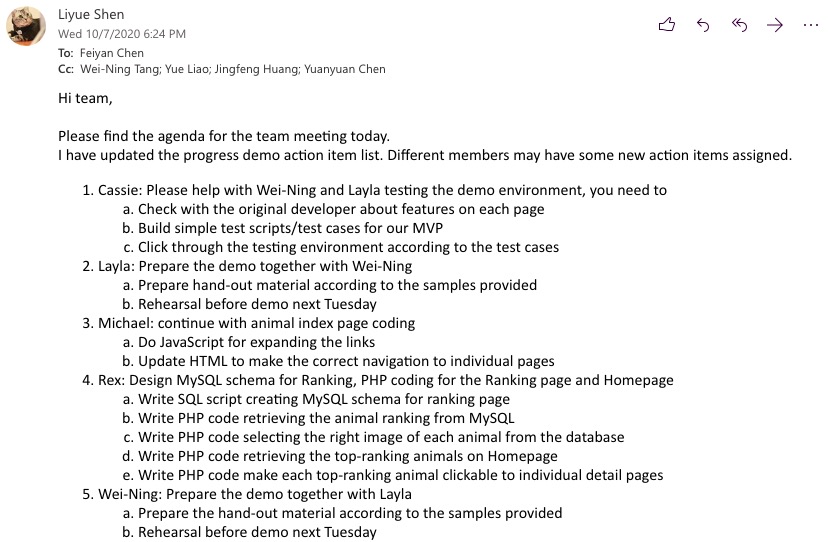 Liyue Shen
Wed 10/7/2020 6:24 PM
To: Feiyan Chen
Cc: Wei-Ning Tang; Yue Liao; Jingfeng Huang; Yuanyuan Chen
Hi team,
Please find the agenda for the team meeting today.
I have updated the progress demo action item list. Different members may have some new action items assigned.
1. Cassie: Please help with Wei-Ning and Layla testing the demo environment, you need to
a. Check with the original developer about features on each page
b. Build simple test scripts/test cases for our MVP
c. Click through the testing environment according to the test cases
2. Layla: Prepare the demo together with Wei-Ning
a. Prepare hand-out material according to the samples provided
b. Rehearsal before demo next Tuesday
3. Michael: continue with animal index page coding
a. Do JavaScript for expanding the links
b. Update HTML to make the correct navigation to individual pages
4. Rex: Design MySQL schema for Ranking, PHP coding for the Ranking page and Homepage
a. Write SQL script creating MySQL schema for ranking page
b. Write PHP code retrieving the animal ranking from MySQL
c. Write PHP code selecting the right image of each animal from the database
d. Write PHP code retrieving the top-ranking animals on Homepage
e. Write PHP code make each top-ranking animal clickable to individual detail pages
5. Wei-Ning: Prepare the demo together with Layla
a. Prepare the hand-out material according to the samples provided
b. Rehearsal before demo next Tuesday